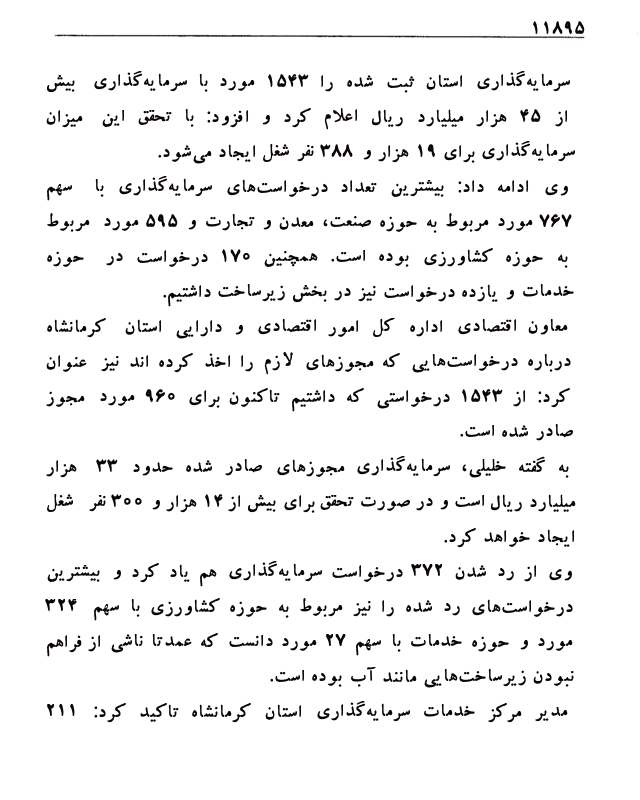 ۱۱۸۹۵
سرمایه‌گذاری استان ثبت شده را ۱۵۴۳ مورد با سرمایه‌گذاری بیش
از ۴۵ هزار میلیارد ریال اعلام کرد و افزود: با تحقق این میزان
سرمایه‌گذاری برای ۱۹ هزار و ۳۸۸ نفر شغل ایجاد می‌شود.
وی ادامه داد: بیشترین تعداد درخواست‌های سرمایه‌گذاری با سهم
۷۶۷ مورد مربوط به حوزه صنعت، معدن و تجارت و ۵۹۵ مورد مربوط
به حوزه کشاورزی بوده است. همچنین ۱۷۰ درخواست در حوزه
خدمات و یازده درخواست نیز در بخش زیرساخت داشتیم.
معاون اقتصادی اداره کل امور اقتصادی و دارایی استان کرمانشاه
درباره درخواست‌هایی که مجوزهای لازم را اخذ کرده اند نیز عنوان
کرد: از ۱۵۴۳ درخواستی که داشتیم تاکنون برای ۹۶۰ مورد مجوز
صادر شده است.
به گفته خلیلی، سرمایه‌گذاری مجوزهای صادر شده حدود ۳۳ هزار
میلیارد ریال است و در صورت تحقق برای بیش از ۱۴ هزار و ۳۰۰ نفر شغل
ایجاد خواهد کرد.
وی از رد شدن ۳۷۲ درخواست سرمایه‌گذاری هم یاد کرد و بیشترین
درخواست‌های رد شده را نیز مربوط به حوزه کشاورزی با سهم ۳۲۴
مورد و حوزه خدمات با سهم ۲۷ مورد دانست که عمدتا ناشی از فراهم
نبودن زیرساخت‌هایی مانند آب بوده است.
مدیر مرکز خدمات سرمایه‌گذاری استان کرمانشاه تاکید کرد: ۲۱۱